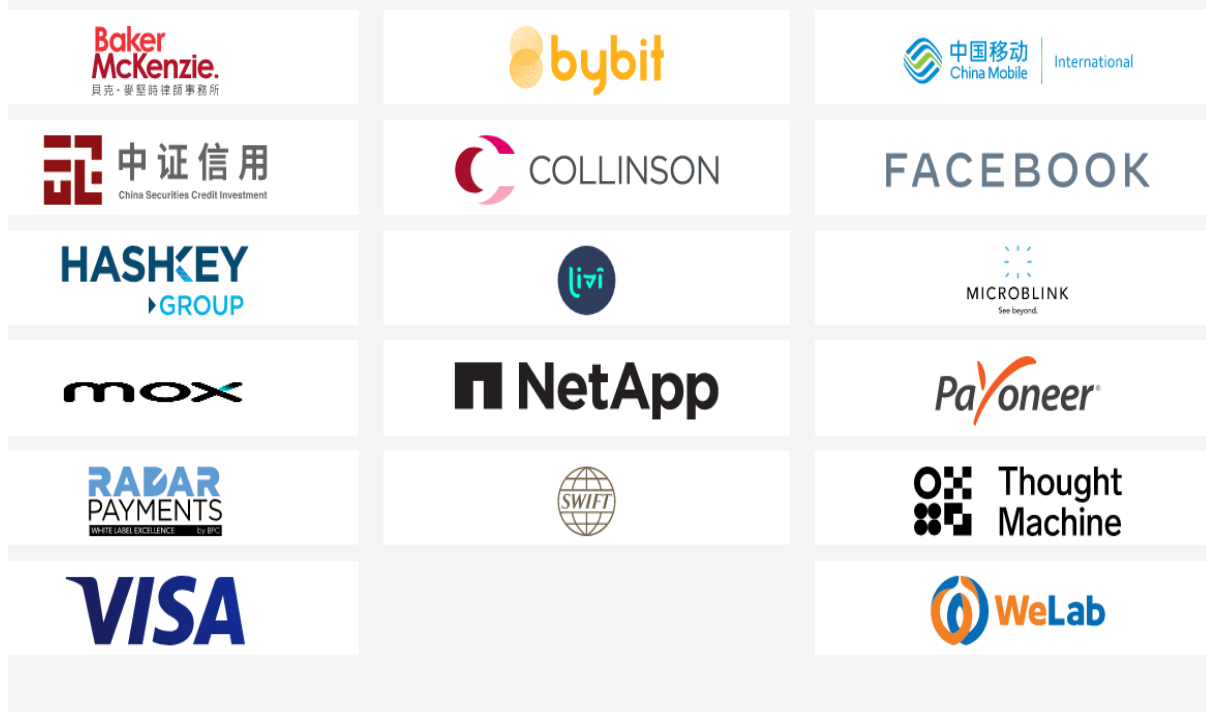 Baker
McKenzie.
貝克·麥堅時律師事務所
bybit
中国移动
China Mobile
International
中证信用
China Securities Credit Investment
COLLINSON
FACEBOOK
HASHKEY
GROUP
livi
MICROBLINK
See beyond.
mox
NetApp
Payoneer®
RADAR
PAYMENTS
WHITE LABEL EXCELLENCE by BPC
SWIFT
Thought
Machine
VISA
WeLab